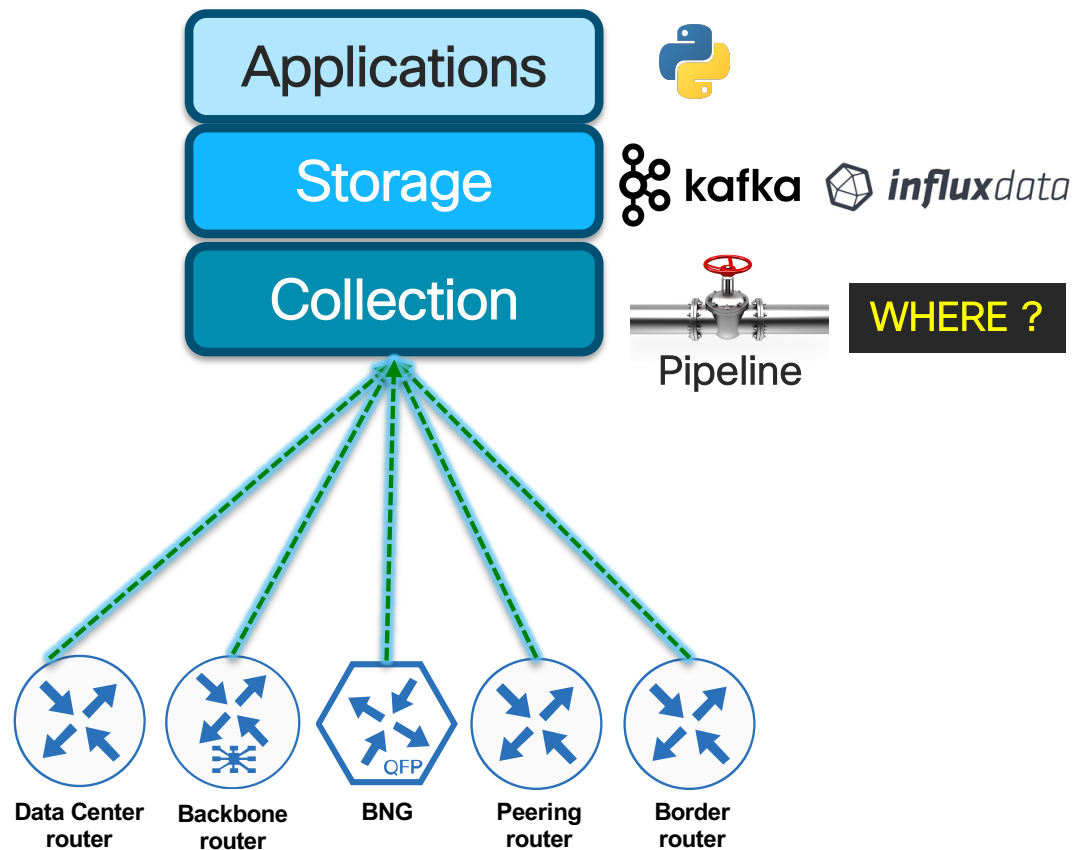 Applications
Storage
kafka
influxdata
Collection
WHERE ?
Pipeline
QFP
Data Center
router
Backbone
router
BNG
Peering
router
Border
router